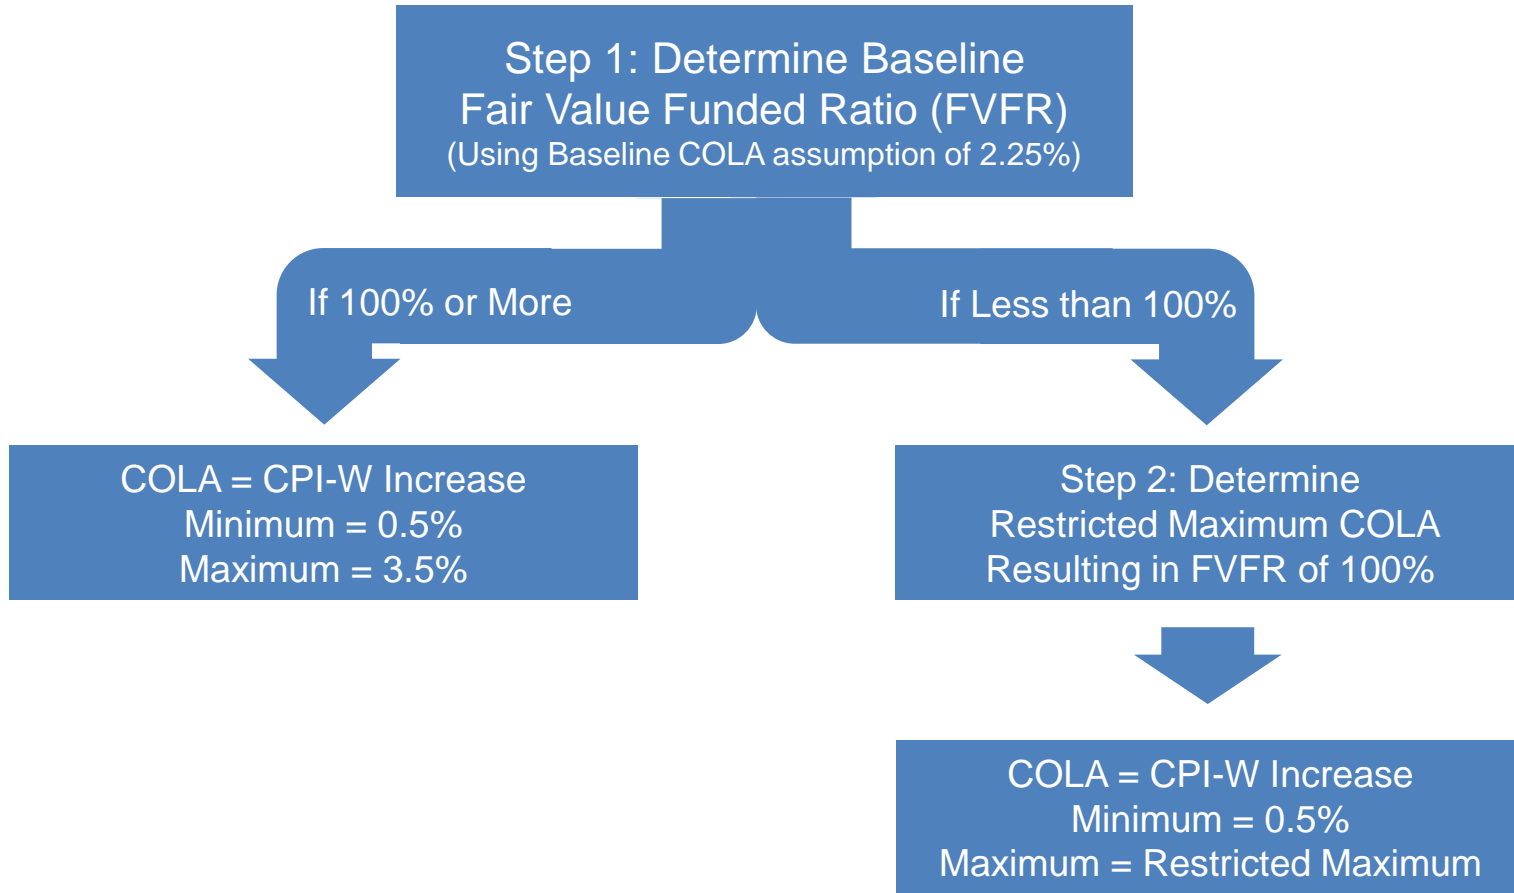 Step 1: Determine Baseline
Fair Value Funded Ratio (FVFR)
(Using Baseline COLA assumption of 2.25%)
If 100% or More
If Less than 100%
COLA = CPI-W Increase
Minimum = 0.5%
Maximum = 3.5%
Step 2: Determine
Restricted Maximum COLA
Resulting in FVFR of 100%
COLA = CPI-W Increase
Minimum = 0.5%
Maximum = Restricted Maximum